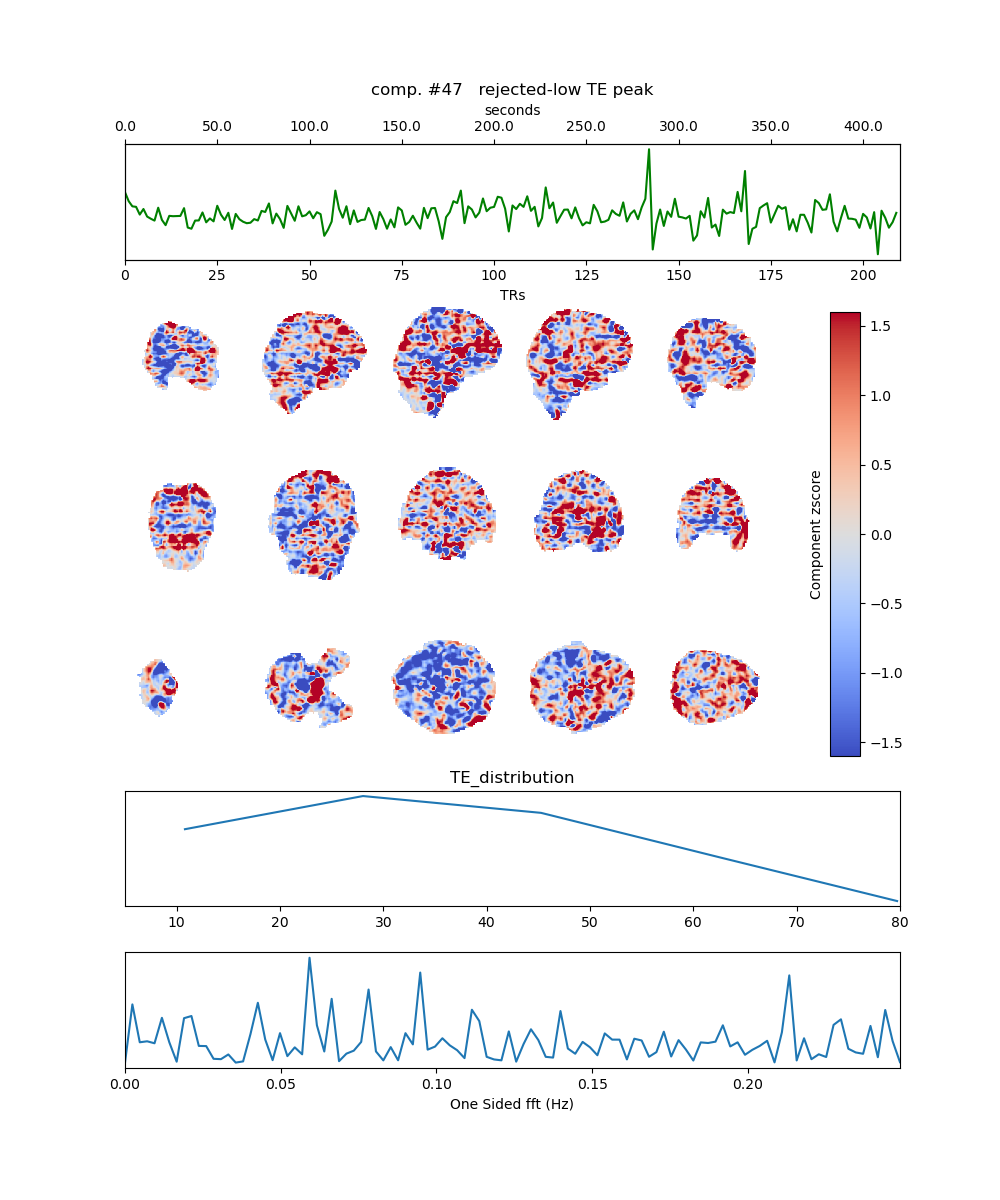 comp. #47   rejected-low TE peak
seconds
0.0 50.0 100.0 150.0 200.0 250.0 300.0 350.0 400.0
0 25 50 75 100 125 150 175 200
TRs
1.5
1.0
0.5
0.0
−0.5
−1.0
−1.5
Component zscore
TE_distribution
10 20 30 40 50 60 70 80
0.00 0.05 0.10 0.15 0.20
One Sided fft (Hz)